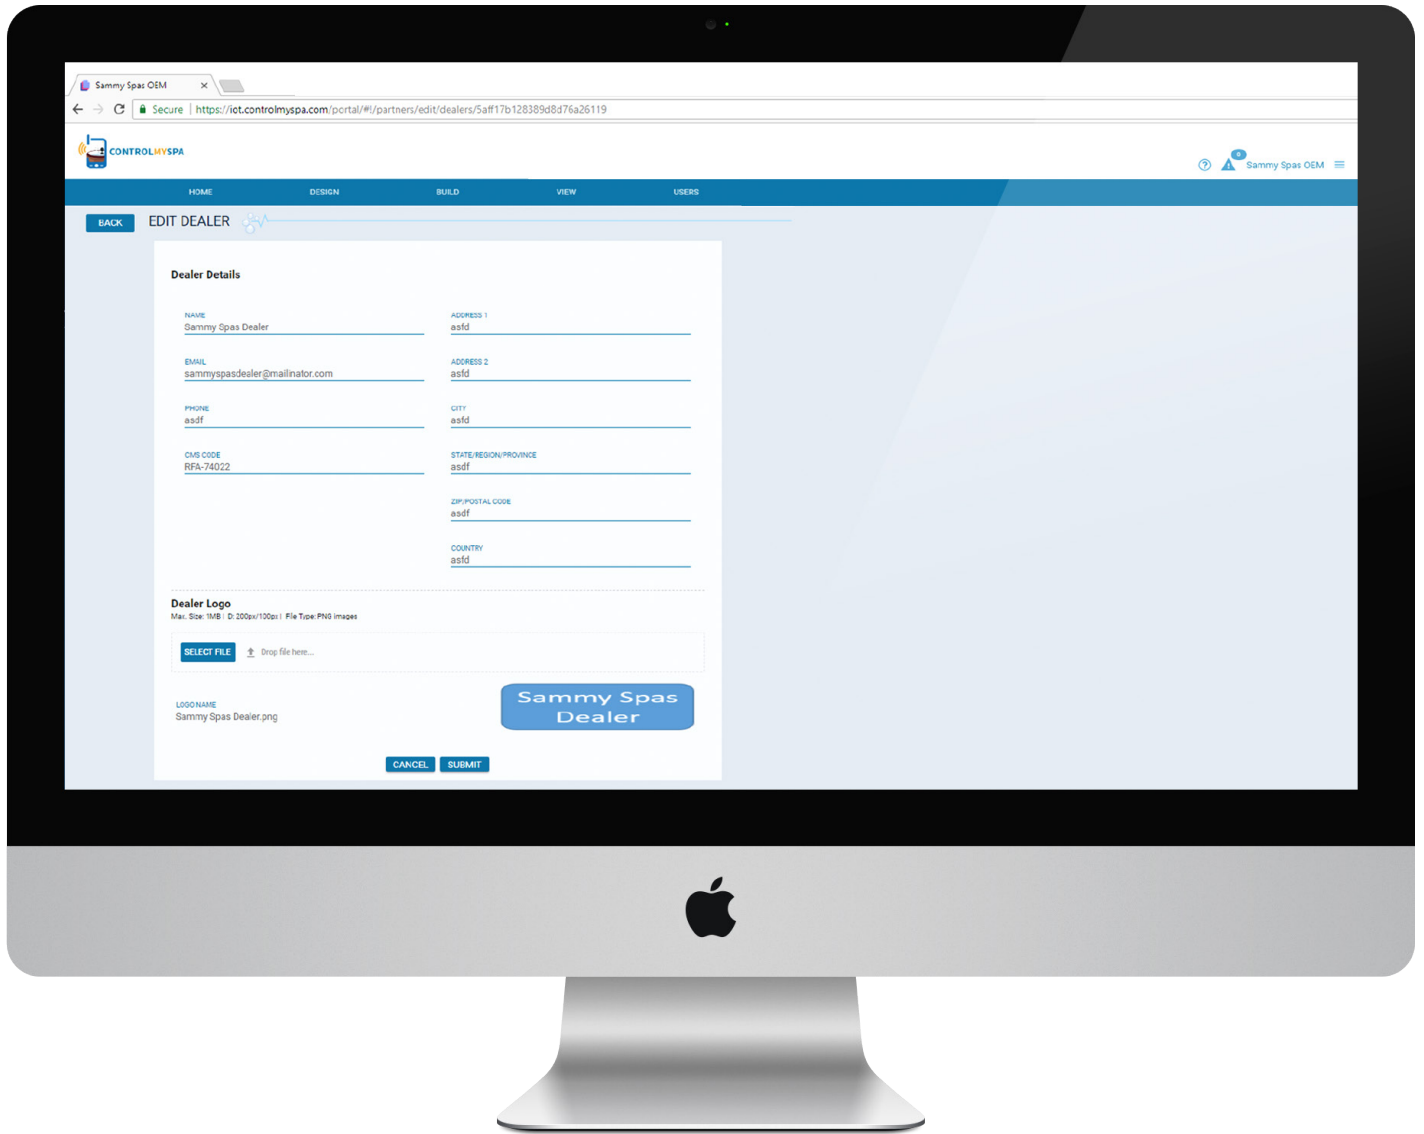 Sammy Spas OEM
Secure | https://iot.controlmyspa.com/portal/#!/partners/edit/dealers/5aff17b128389d8d76a26119
CONTROLMYSPA
Sammy Spas OEM
HOME DESIGN BUILD VIEW USERS
BACK EDIT DEALER
Dealer Details
NAME
Sammy Spas Dealer
EMAIL
sammyspasdealer@mailinator.com
PHONE
asdf
CMS CODE
RFA-74022
ADDRESS 1
asfd
ADDRESS 2
asfd
CITY
asfd
STATE/REGION/PROVINCE
asdf
ZIP/POSTAL CODE
asdf
COUNTRY
asfd
Dealer Logo
Max. Size: 1MB | D: 200px/100px | File Type: PNG images
SELECT FILE Drop file here...
LOGO NAME
Sammy Spas Dealer.png
Sammy Spas
Dealer
CANCEL SUBMIT